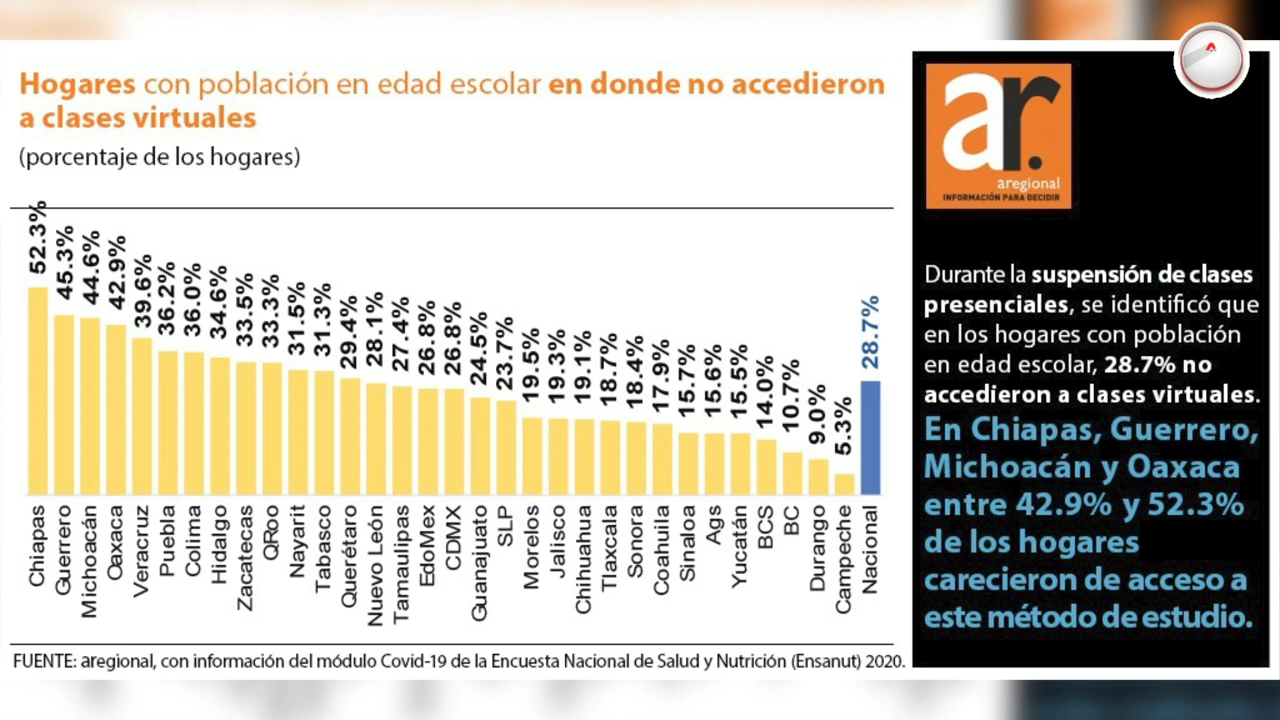 Hogares con población en edad escolar en donde no accedieron
a clases virtuales
(porcentaje de los hogares)
52.3%
45.3%
44.6%
42.9%
39.6%
36.2%
36.0%
34.6%
33.5%
33.3%
31.5%
31.3%
29.4%
28.1%
27.4%
26.8%
26.8%
24.5%
23.7%
19.5%
19.3%
19.1%
18.7%
18.4%
17.9%
15.7%
15.6%
15.5%
14.0%
10.7%
9.0%
5.3%
28.7%
Chiapas
Guerrero
Michoacán
Oaxaca
Veracruz
Puebla
Colima
Hidalgo
Zacatecas
QRoo
Nayarit
Tabasco
Querétaro
Nuevo León
Tamaulipas
EdoMex
CDMX
Guanajuato
SLP
Morelos
Jalisco
Chihuahua
Tlaxcala
Sonora
Coahuila
Sinaloa
Ags
Yucatán
BCS
BC
Durango
Campeche
Nacional
FUENTE: aregional, con información del módulo Covid-19 de la Encuesta Nacional de Salud y Nutrición (Ensanut) 2020.
ar.
aregional
INFORMACIÓN PARA DECIDIR
Durante la suspensión de clases
presenciales, se identificó que
en los hogares con población
en edad escolar, 28.7% no
accedieron a clases virtuales.
En Chiapas, Guerrero,
Michoacán y Oaxaca
entre 42.9% y 52.3%
de los hogares
carecieron de acceso a
este método de estudio.